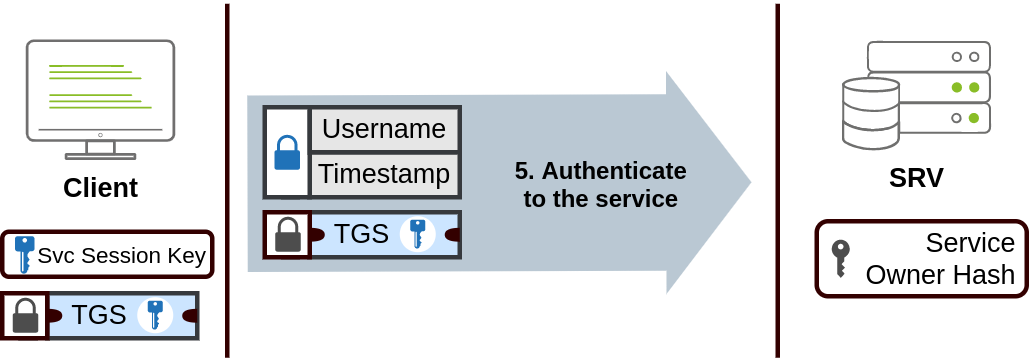 Client
Svc Session Key
TGS
Username
Timestamp
TGS
5. Authenticate
to the service
SRV
Service
Owner Hash